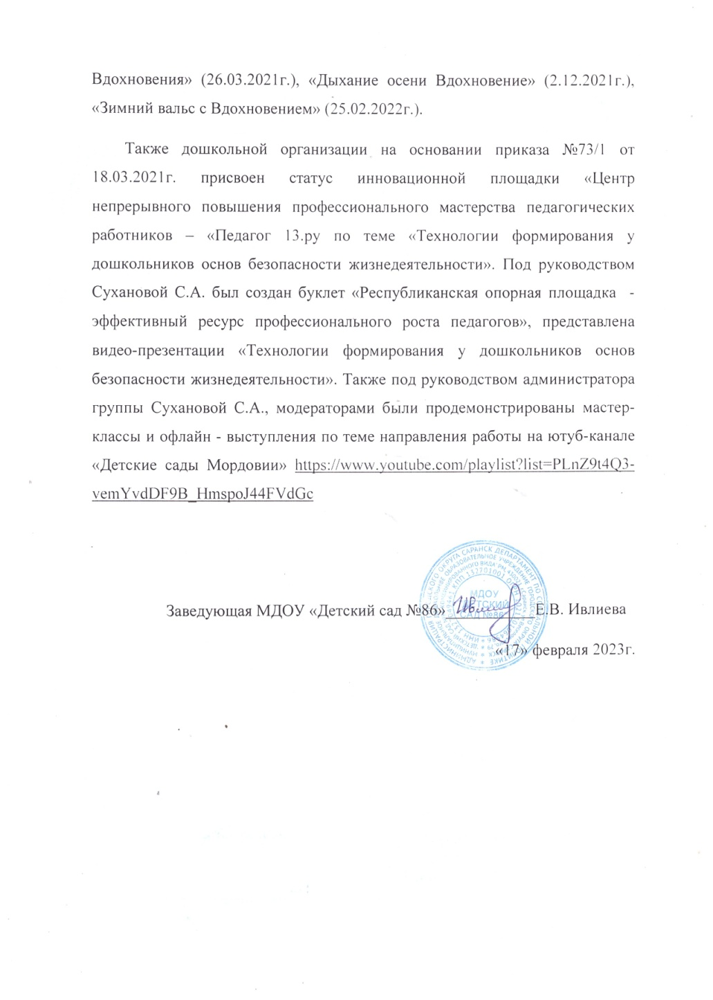 Вдохновения» (26.03.2021г.), «Дыхание осени Вдохновение» (2.12.2021г.),
«Зимний вальс с Вдохновением» (25.02.2022г.).
Также дошкольной организации на основании приказа №73/1 от
18.03.2021г. присвоен статус инновационной площадки «Центр
непрерывного повышения профессионального мастерства педагогических
работников – «Педагог 13.ру по теме «Технологии формирования у
дошкольников основ безопасности жизнедеятельности». Под руководством
Сухановой С.А. был создан буклет «Республиканская опорная площадка -
эффективный ресурс профессионального роста педагогов», представлена
видео-презентации «Технологии формирования у дошкольников основ
безопасности жизнедеятельности». Также под руководством администратора
группы Сухановой С.А., модераторами были продемонстрированы мастер-
классы и офлайн - выступления по теме направления работы на ютуб-канале
«Детские сады Мордовии» https://www.youtube.com/playlist?list=PLnZ9t4Q3-
vemYvdDF9B_HmspoJ44FVdGc
Заведующая МДОУ «Детский сад №86»___________Е.В. Ивлиева
«17» февраля 2023г.
МДОУ
ДЕТСКИЙ
САД №86